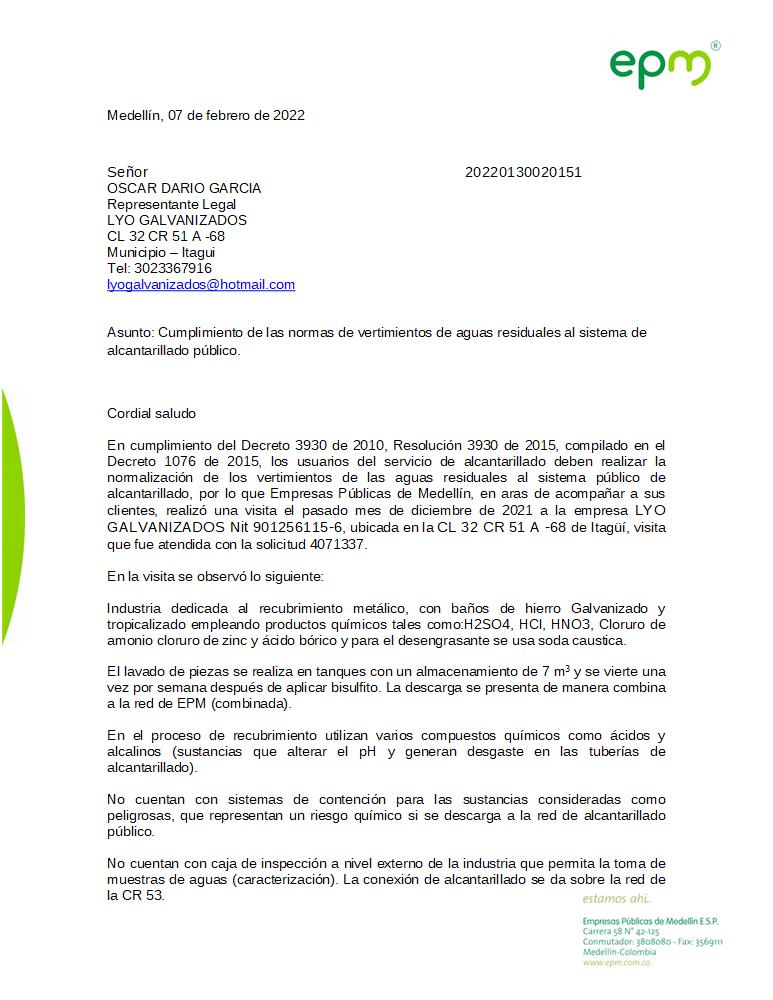 epm®
Medellín, 07 de febrero de 2022
Señor 20220130020151
OSCAR DARIO GARCIA
Representante Legal
LYO GALVANIZADOS
CL 32 CR 51 A -68
Municipio – Itagui
Tel: 3023367916
lyogalvanizados@hotmail.com
Asunto: Cumplimiento de las normas de vertimientos de aguas residuales al sistema de
alcantarillado público.
Cordial saludo
En cumplimiento del Decreto 3930 de 2010, Resolución 3930 de 2015, compilado en el
Decreto 1076 de 2015, los usuarios del servicio de alcantarillado deben realizar la
normalización de los vertimientos de las aguas residuales al sistema público de
alcantarillado, por lo que Empresas Públicas de Medellín, en aras de acompañar a sus
clientes, realizó una visita el pasado mes de diciembre de 2021 a la empresa LYO
GALVANIZADOS Nit 901256115-6, ubicada en la CL 32 CR 51 A -68 de Itagüí, visita
que fue atendida con la solicitud 4071337.
En la visita se observó lo siguiente:
Industria dedicada al recubrimiento metálico, con baños de hierro Galvanizado y
tropicalizado empleando productos químicos tales como:H2SO4, HCl, HNO3, Cloruro de
amonio cloruro de zinc y ácido bórico y para el desengrasante se usa soda caustica.
El lavado de piezas se realiza en tanques con un almacenamiento de 7 m³ y se vierte una
vez por semana después de aplicar bisulfito. La descarga se presenta de manera combina
a la red de EPM (combinada).
En el proceso de recubrimiento utilizan varios compuestos químicos como ácidos y
alcalinos (sustancias que alterar el pH y generan desgaste en las tuberías de
alcantarillado).
No cuentan con sistemas de contención para las sustancias consideradas como
peligrosas, que representan un riesgo químico si se descarga a la red de alcantarillado
público.
No cuentan con caja de inspección a nivel externo de la industria que permita la toma de
muestras de aguas (caracterización). La conexión de alcantarillado se da sobre la red de
la CR 53.
estamos ahí.
Empresas Públicas de Medellín E.S.P.
Carrera 58 N° 42-125
Conmutador: 3808080 - Fax: 3569111
Medellín-Colombia
www.epm.com.co